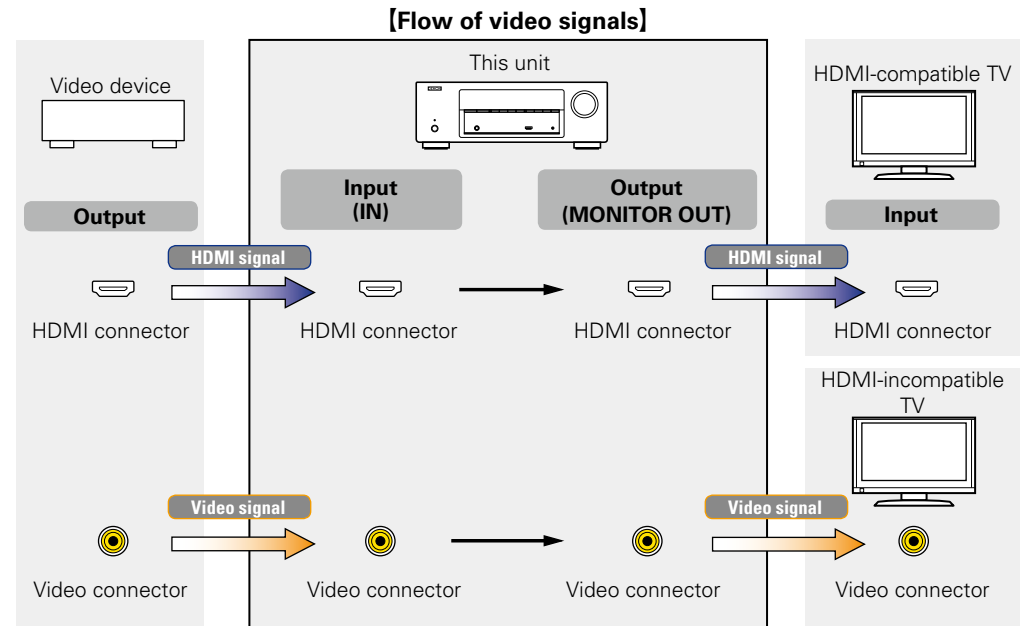 【Flow of video signals】
Video device
This unit
HDMI-compatible TV
Output
Input
(IN)
Output
(MONITOR OUT)
Input
HDMI signal
HDMI signal
HDMI connector
HDMI connector
HDMI connector
HDMI connector
HDMI-incompatible
TV
Video signal
Video signal
Video connector
Video connector
Video connector
Video connector